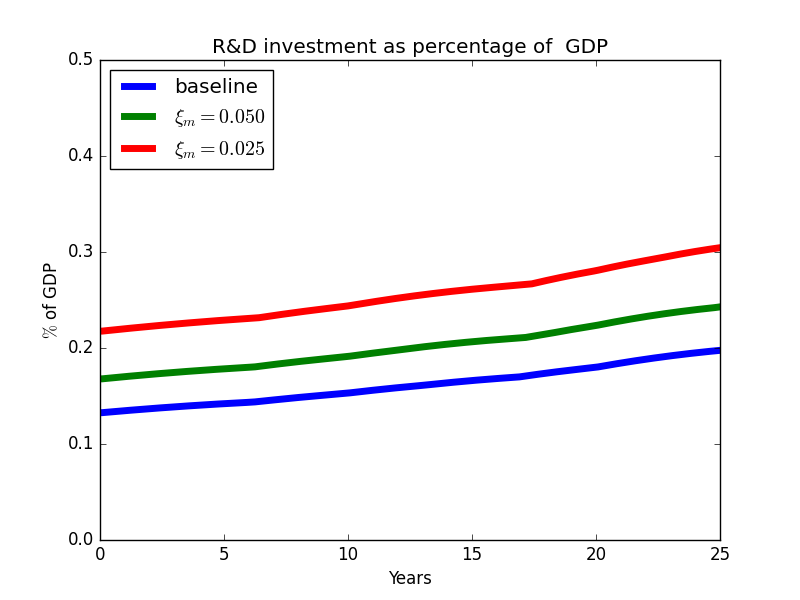 R&D investment as percentage of  GDP
0.5
0.4
0.3
0.2
0.1
0.0
% of GDP
baseline
ξₘ = 0.050
ξₘ = 0.025
0 5 10 15 20 25
Years